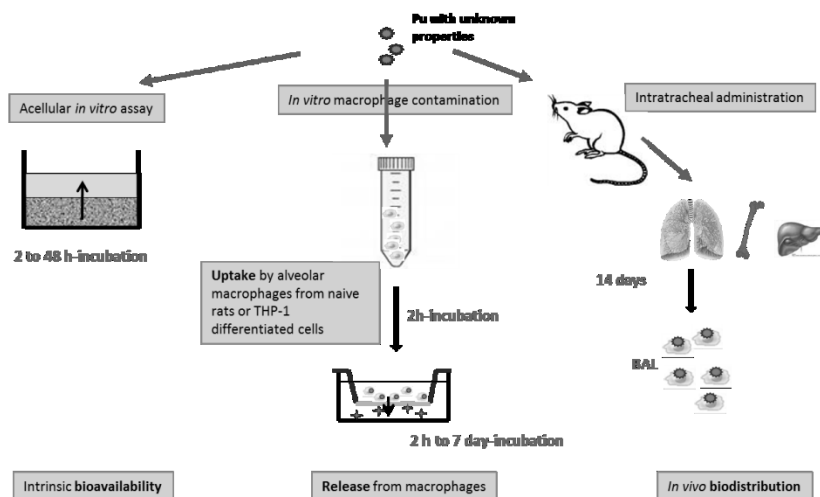 Pu with unknown
properties
Acellular in vitro assay
In vitro macrophage contamination
Intratracheal administration
2 to 48 h-incubation
Uptake by alveolar
macrophages from naive
rats or THP-1
differentiated cells
2h-incubation
14 days
BAL
2 h to 7 day-incubation
Intrinsic bioavailability
Release from macrophages
In vivo biodistribution